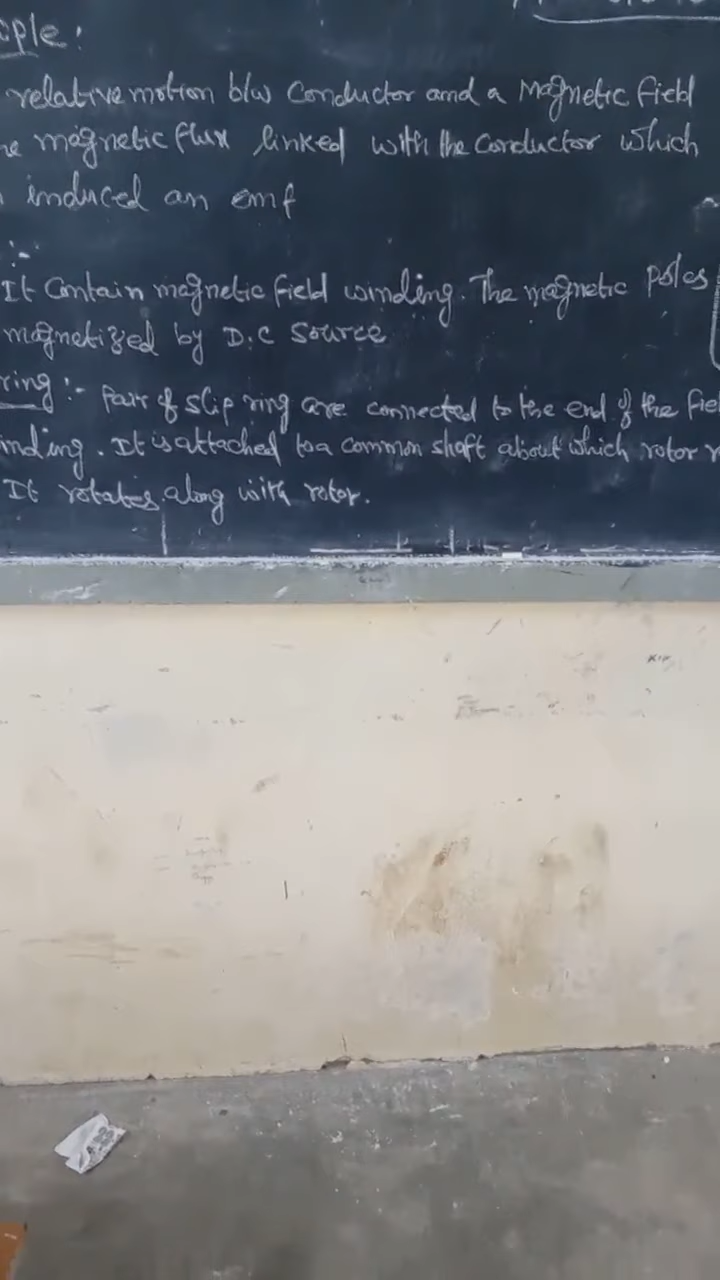 ple:
relative motion b/w Conductor and a Magnetic Field
magnetic flux linked with the Conductor which
induced an emf
It Contain magnetic field winding. The magnetic poles
magnetized by D.C Source
ring :- Pair of slip ring are connected to the end of the Fiel
inding. It is attached to a common shaft about which rotor r
It rotates along with rotor.